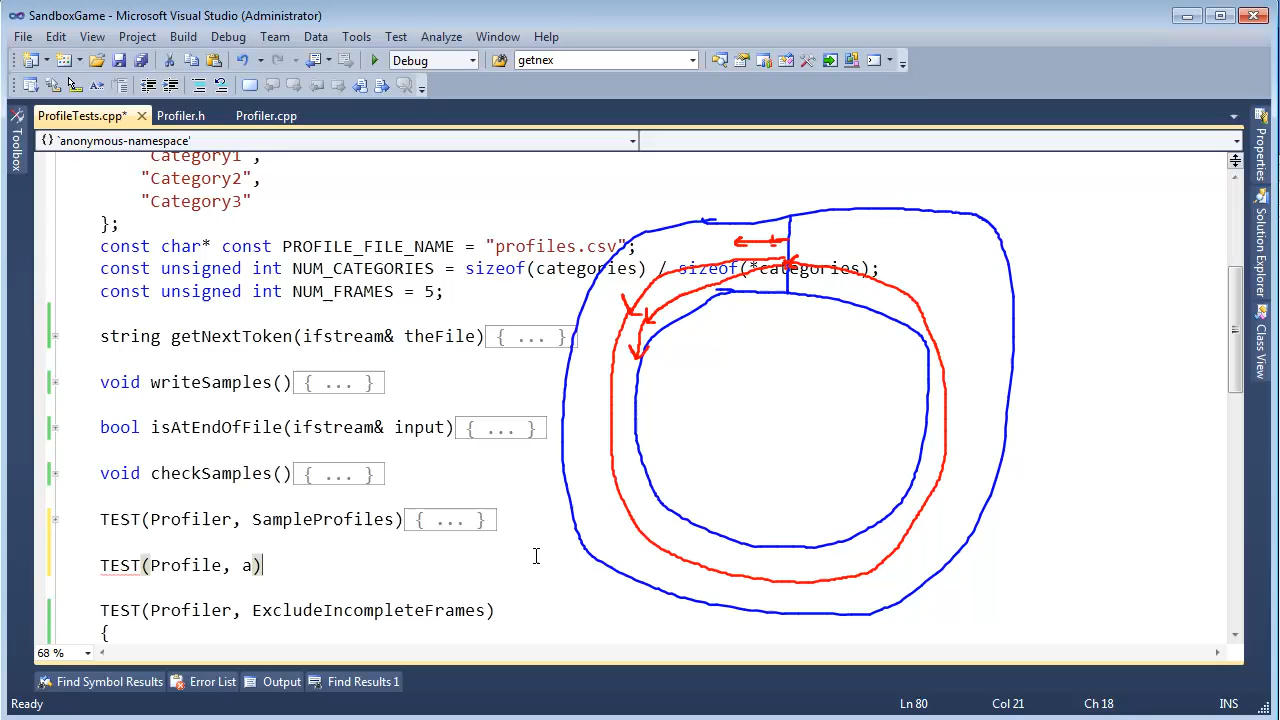 SandboxGame - Microsoft Visual Studio (Administrator)
File Edit View Project Build Debug Team Data Tools Test Analyze Window Help
Debug getnex
ProfileTests.cpp* Profiler.h Profiler.cpp
{} `anonymous-namespace'
"Category1",
"Category2",
"Category3"
};
const char* const PROFILE_FILE_NAME = "profiles.csv";
const unsigned int NUM_CATEGORIES = sizeof(categories) / sizeof(*categories);
const unsigned int NUM_FRAMES = 5;
string getNextToken(ifstream& theFile){ ... }
void writeSamples(){ ... }
bool isAtEndOfFile(ifstream& input){ ... }
void checkSamples(){ ... }
TEST(Profiler, SampleProfiles){ ... }
TEST(Profile, a)
TEST(Profiler, ExcludeIncompleteFrames)
{
68 %
Find Symbol Results Error List Output Find Results 1
Ready Ln 80 Col 21 Ch 18 INS
Toolbox
Properties
Solution Explorer
Class View